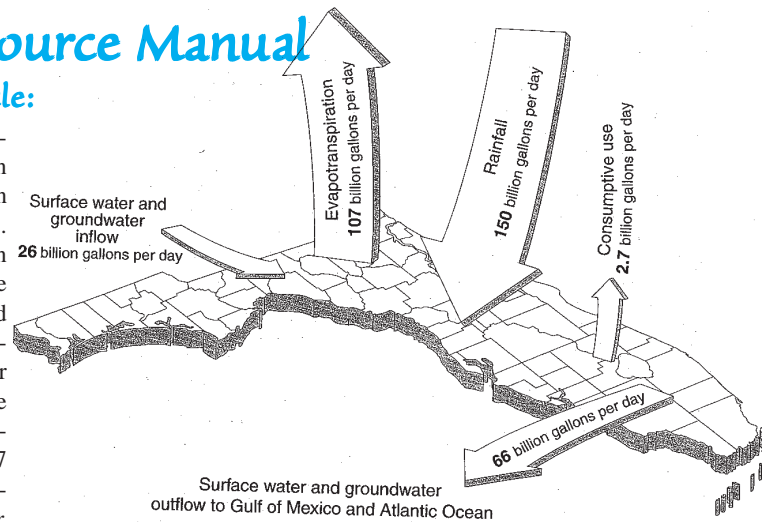 ource Manual
le:
–
n
n
.
n
e
d
–
r
e
–
7
–
Surface water and
groundwater
inflow
26 billion gallons per day
Evapotranspiration
107 billion gallons per day
Rainfall
150 billion gallons per day
Consumptive use
2.7 billion gallons per day
66 billion gallons per day
Surface water and groundwater
outflow to Gulf of Mexico and Atlantic Ocean